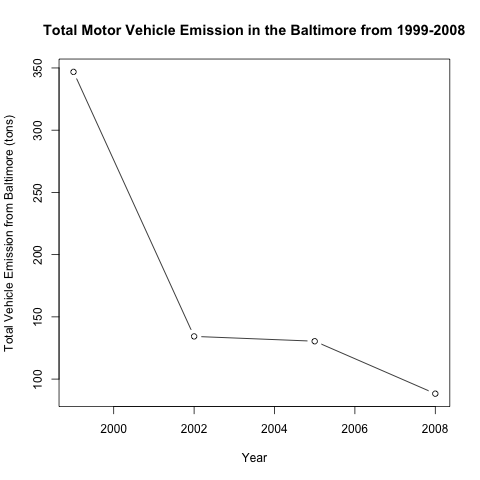 Total Motor Vehicle Emission in the Baltimore from 1999-2008
Total Vehicle Emission from Baltimore (tons)
350
300
250
200
150
100
2000 2002 2004 2006 2008
Year